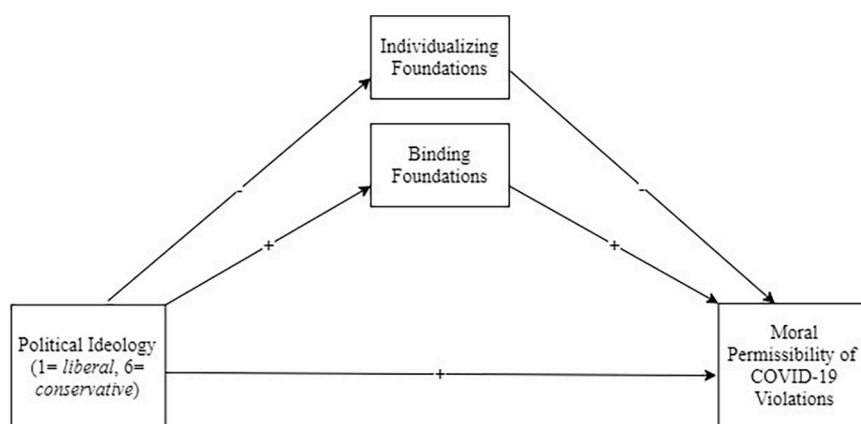 Individualizing
Foundations
Binding
Foundations
-
-
+
+
Political Ideology
(1= liberal, 6=
conservative)
+
Moral
Permissibility of
COVID-19
Violations